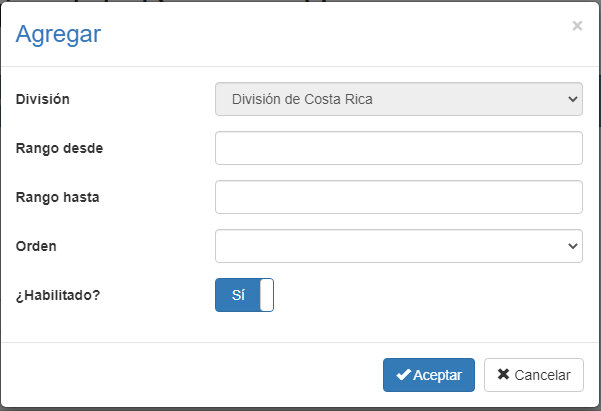 Agregar
×
División
División de Costa Rica
Rango desde
Rango hasta
Orden
¿Habilitado?
Sí
Aceptar
Cancelar